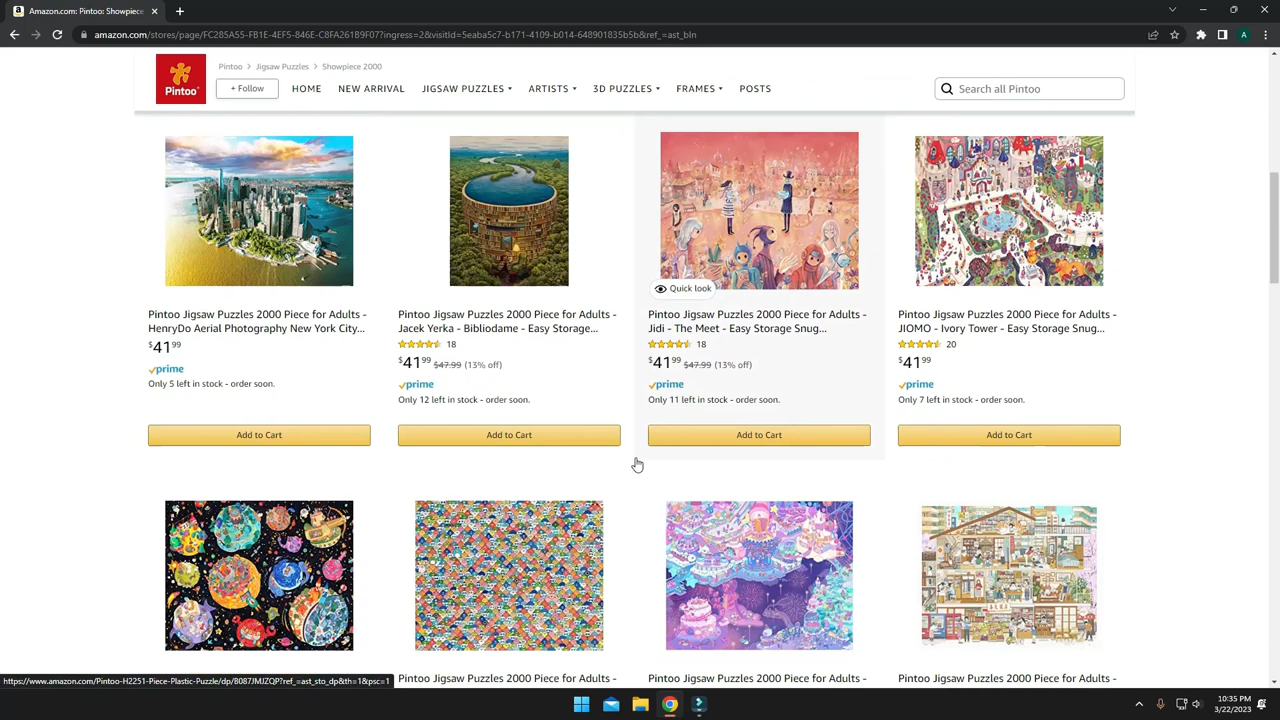 Amazon.com: Pintoo: Showpiece
amazon.com/stores/page/FC285A55-FB1E-4EF5-846E-C8FA261B9F07?ingress=2&visitId=5eaba5c7-b171-4109-b014-648901835b5b&ref_=ast_bln
A
Pintoo
Pintoo > Jigsaw Puzzles > Showpiece 2000
+ Follow HOME NEW ARRIVAL JIGSAW PUZZLES ARTISTS 3D PUZZLES FRAMES POSTS
Search all Pintoo
Quick look
Pintoo Jigsaw Puzzles 2000 Piece for Adults -
HenryDo Aerial Photography New York City...
$41 99
prime
Only 5 left in stock - order soon.
Add to Cart
Pintoo Jigsaw Puzzles 2000 Piece for Adults -
Jacek Yerka - Bibliodame - Easy Storage...
18
$41 99 $47.99 (13% off)
prime
Only 12 left in stock - order soon.
Add to Cart
Pintoo Jigsaw Puzzles 2000 Piece for Adults -
Jidi - The Meet - Easy Storage Snug...
18
$41 99 $47.99 (13% off)
prime
Only 11 left in stock - order soon.
Add to Cart
Pintoo Jigsaw Puzzles 2000 Piece for Adults -
JIOMO - Ivory Tower - Easy Storage Snug...
20
$41 99
prime
Only 7 left in stock - order soon.
Add to Cart
Pintoo Jigsaw Puzzles 2000 Piece for Adults -
Pintoo Jigsaw Puzzles 2000 Piece for Adults -
Pintoo Jigsaw Puzzles 2000 Piece for Adults -
https://www.amazon.com/Pintoo-H2251-Piece-Plastic-Puzzle/dp/B087JMJZQP?ref_=ast_sto_dp&th=1&psc=1
10:35 PM
3/22/2023